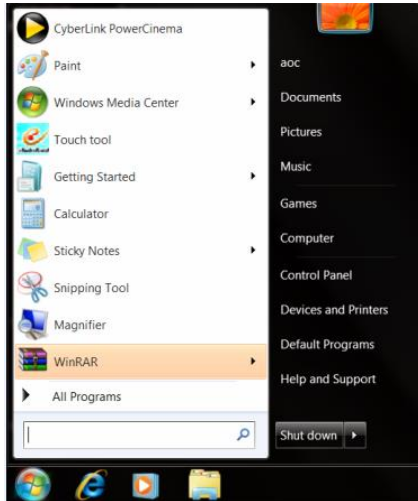 CyberLink PowerCinema
Paint
Windows Media Center
Touch tool
Getting Started
Calculator
Sticky Notes
Snipping Tool
Magnifier
WinRAR
All Programs
aoc
Documents
Pictures
Music
Games
Computer
Control Panel
Devices and Printers
Default Programs
Help and Support
Shut down